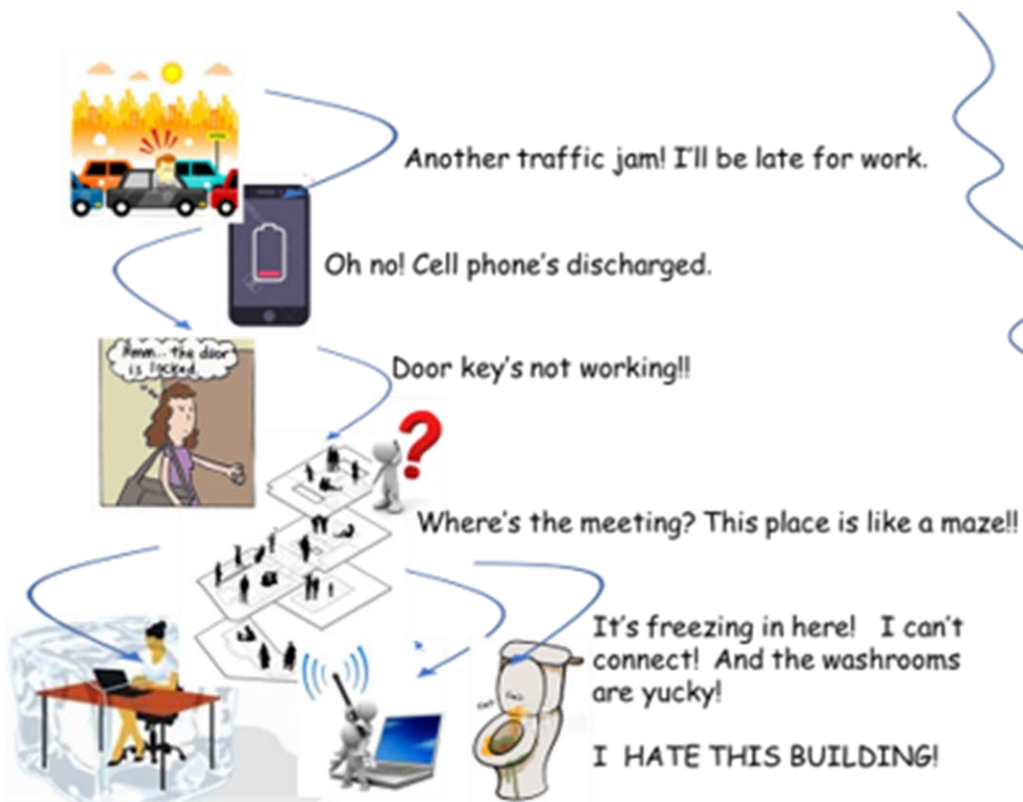 Another traffic jam! I'll be late for work.
Oh no! Cell phone's discharged.
Hmm.. the door
is locked.
Door key's not working!!
Where's the meeting? This place is like a maze!!
It's freezing in here! I can't
connect! And the washrooms
are yucky!
I HATE THIS BUILDING!